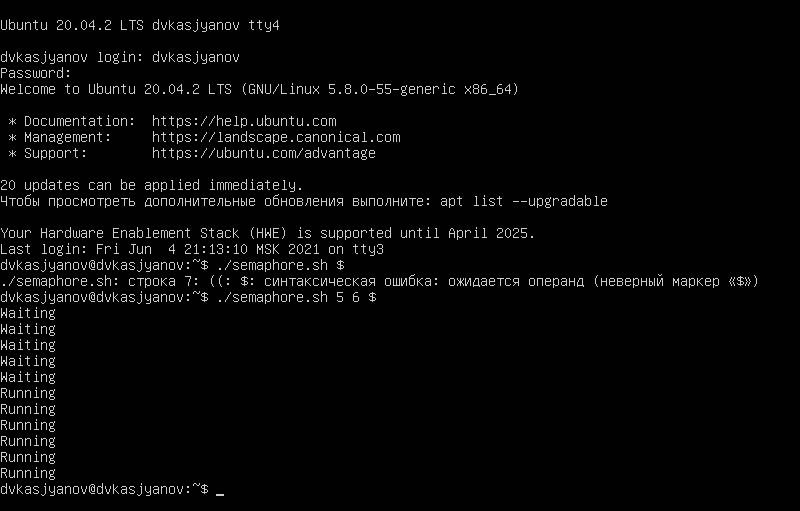 Ubuntu 20.04.2 LTS dvkasjyanov tty4
dvkasjyanov login: dvkasjyanov
Password:
Welcome to Ubuntu 20.04.2 LTS (GNU/Linux 5.8.0-55-generic x86_64)
* Documentation:  https://help.ubuntu.com
* Management:     https://landscape.canonical.com
* Support:        https://ubuntu.com/advantage
20 updates can be applied immediately.
Чтобы просмотреть дополнительные обновления выполните: apt list --upgradable
Your Hardware Enablement Stack (HWE) is supported until April 2025.
Last login: Fri Jun  4 21:13:10 MSK 2021 on tty3
dvkasjyanov@dvkasjyanov:~$ ./semaphore.sh $
./semaphore.sh: строка 7: ((: $: синтаксическая ошибка: ожидается операнд (неверный маркер «$»)
dvkasjyanov@dvkasjyanov:~$ ./semaphore.sh 5 6 $
Waiting
Waiting
Waiting
Waiting
Waiting
Running
Running
Running
Running
Running
Running
dvkasjyanov@dvkasjyanov:~$ _